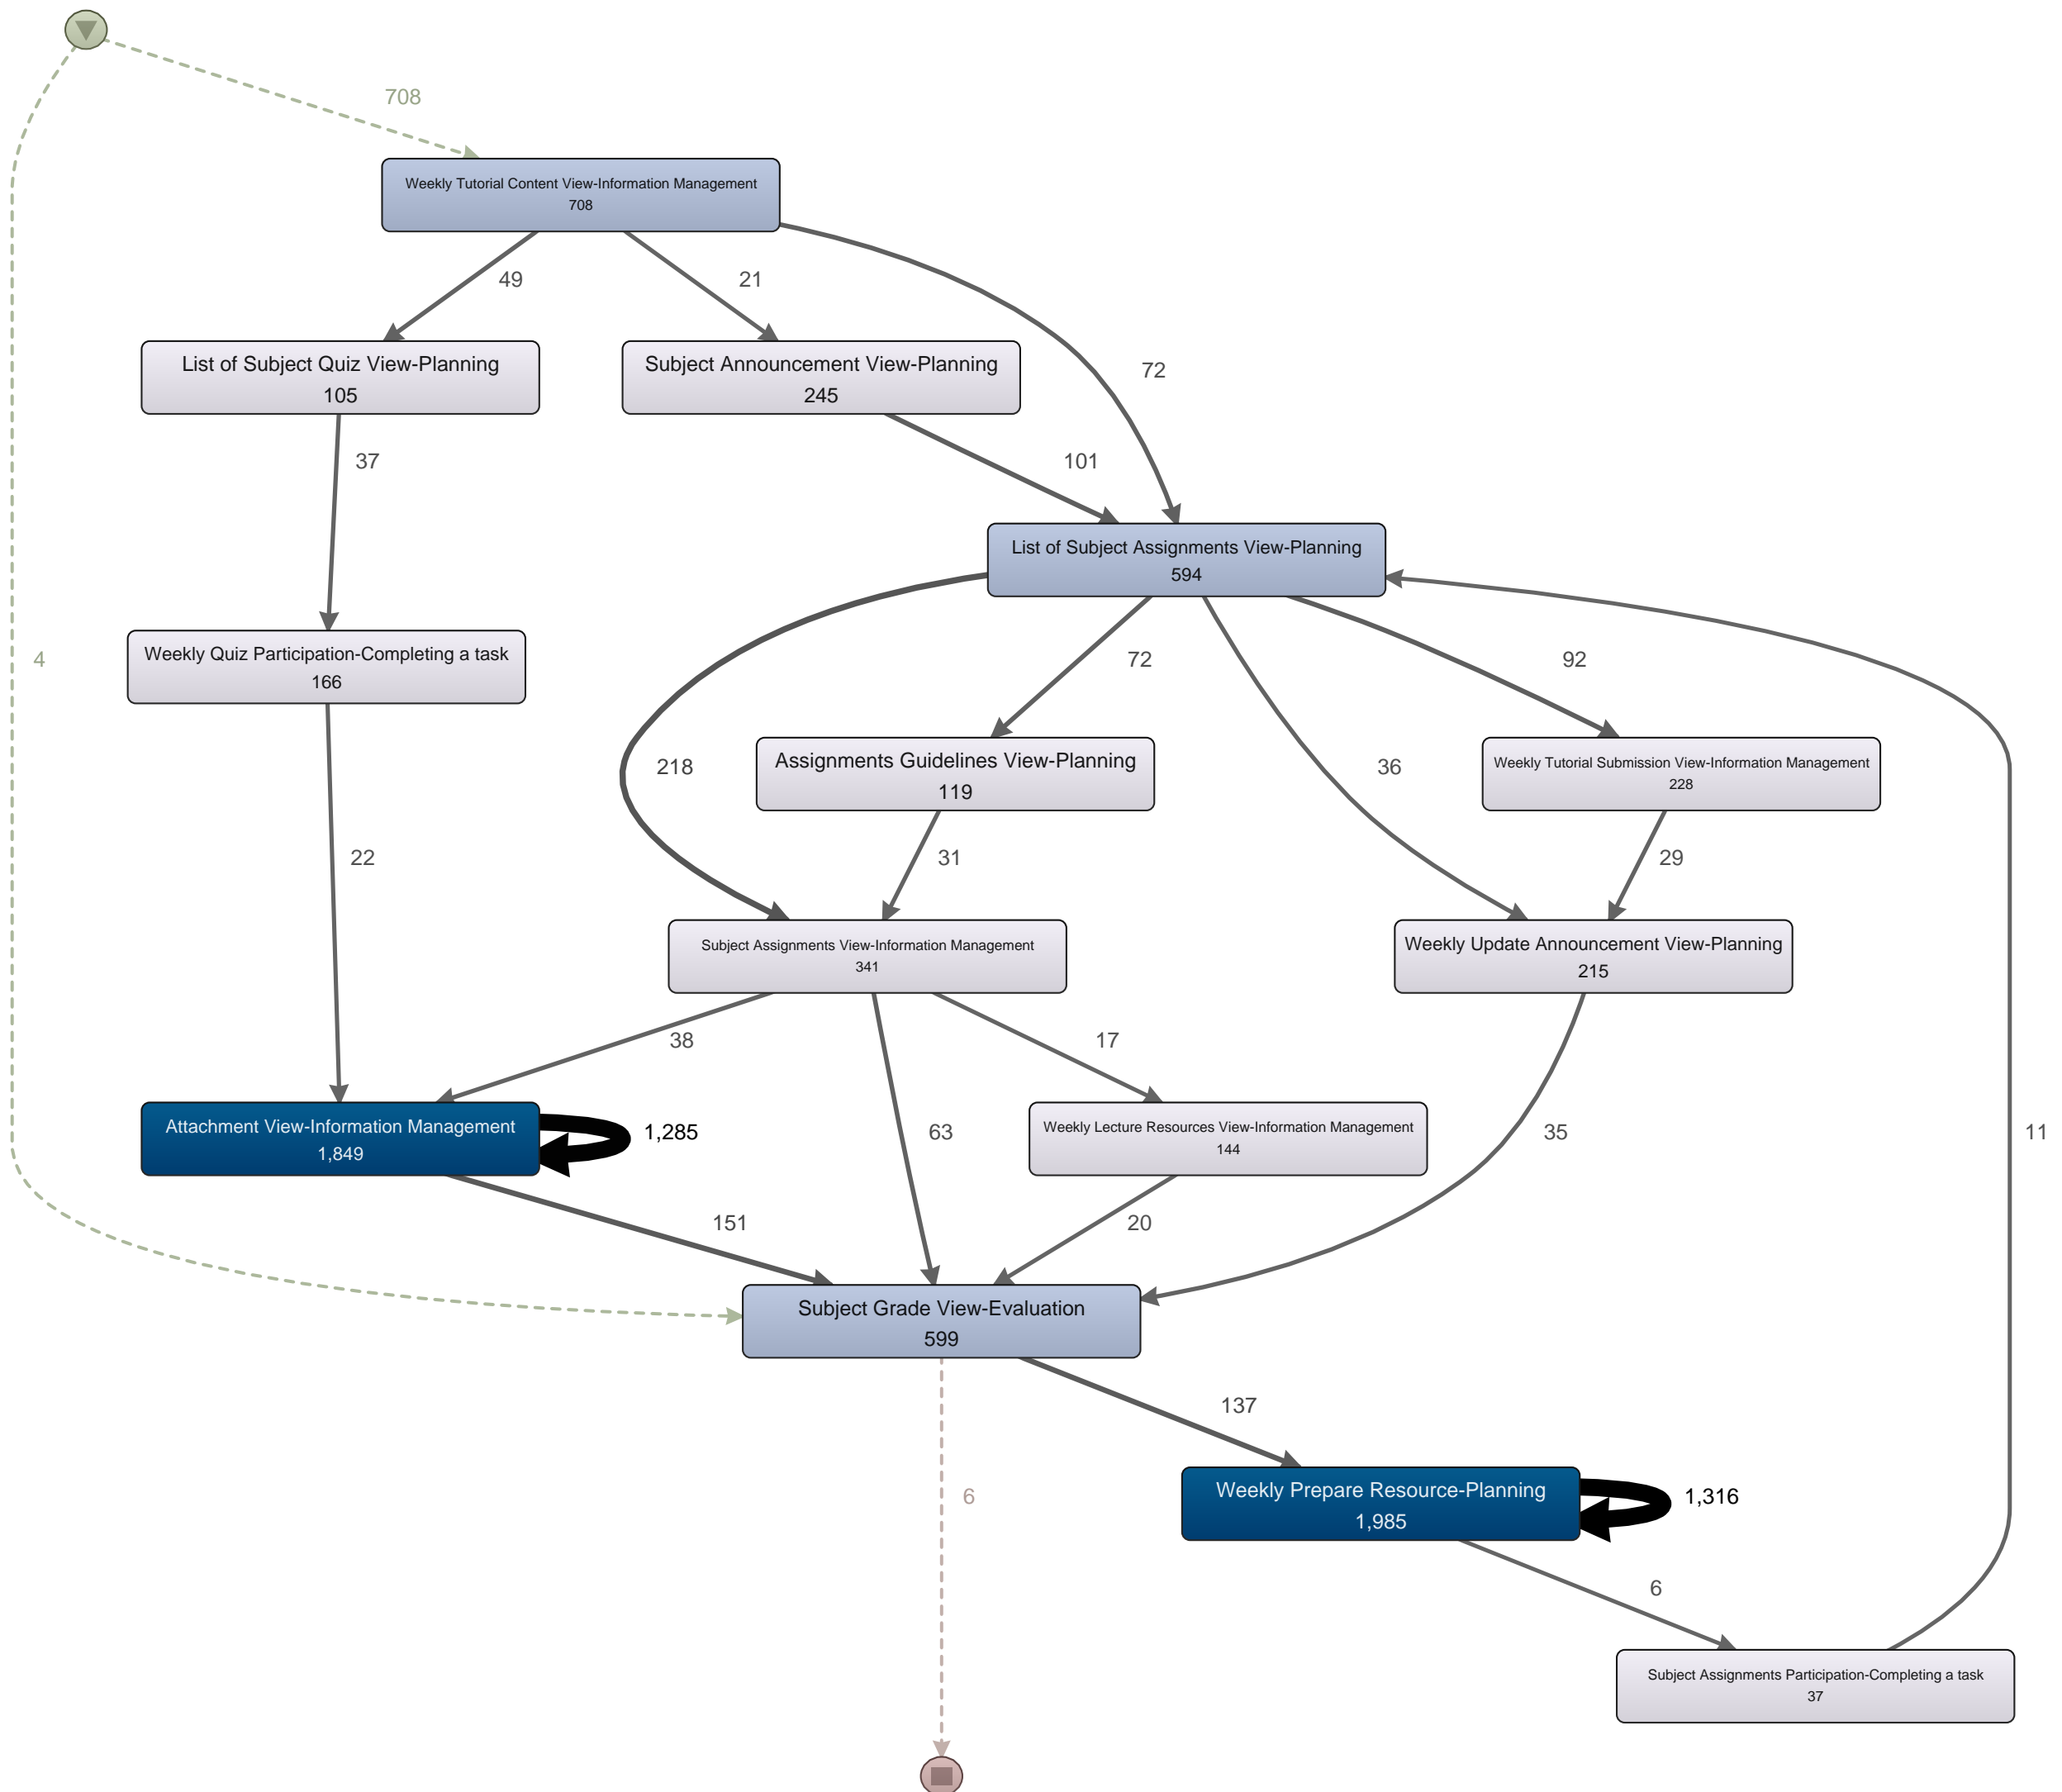 708
Weekly Tutorial Content View-Information Management
708
49
21
72
List of Subject Quiz View-Planning
105
Subject Announcement View-Planning
245
37
101
List of Subject Assignments View-Planning
594
4
Weekly Quiz Participation-Completing a task
166
72
92
218
Assignments Guidelines View-Planning
119
36
Weekly Tutorial Submission View-Information Management
228
22
31
29
Subject Assignments View-Information Management
341
Weekly Update Announcement View-Planning
215
38
17
Attachment View-Information Management
1,849
1,285
63
Weekly Lecture Resources View-Information Management
144
35
11
151
20
Subject Grade View-Evaluation
599
137
6
Weekly Prepare Resource-Planning
1,985
1,316
6
Subject Assignments Participation-Completing a task
37